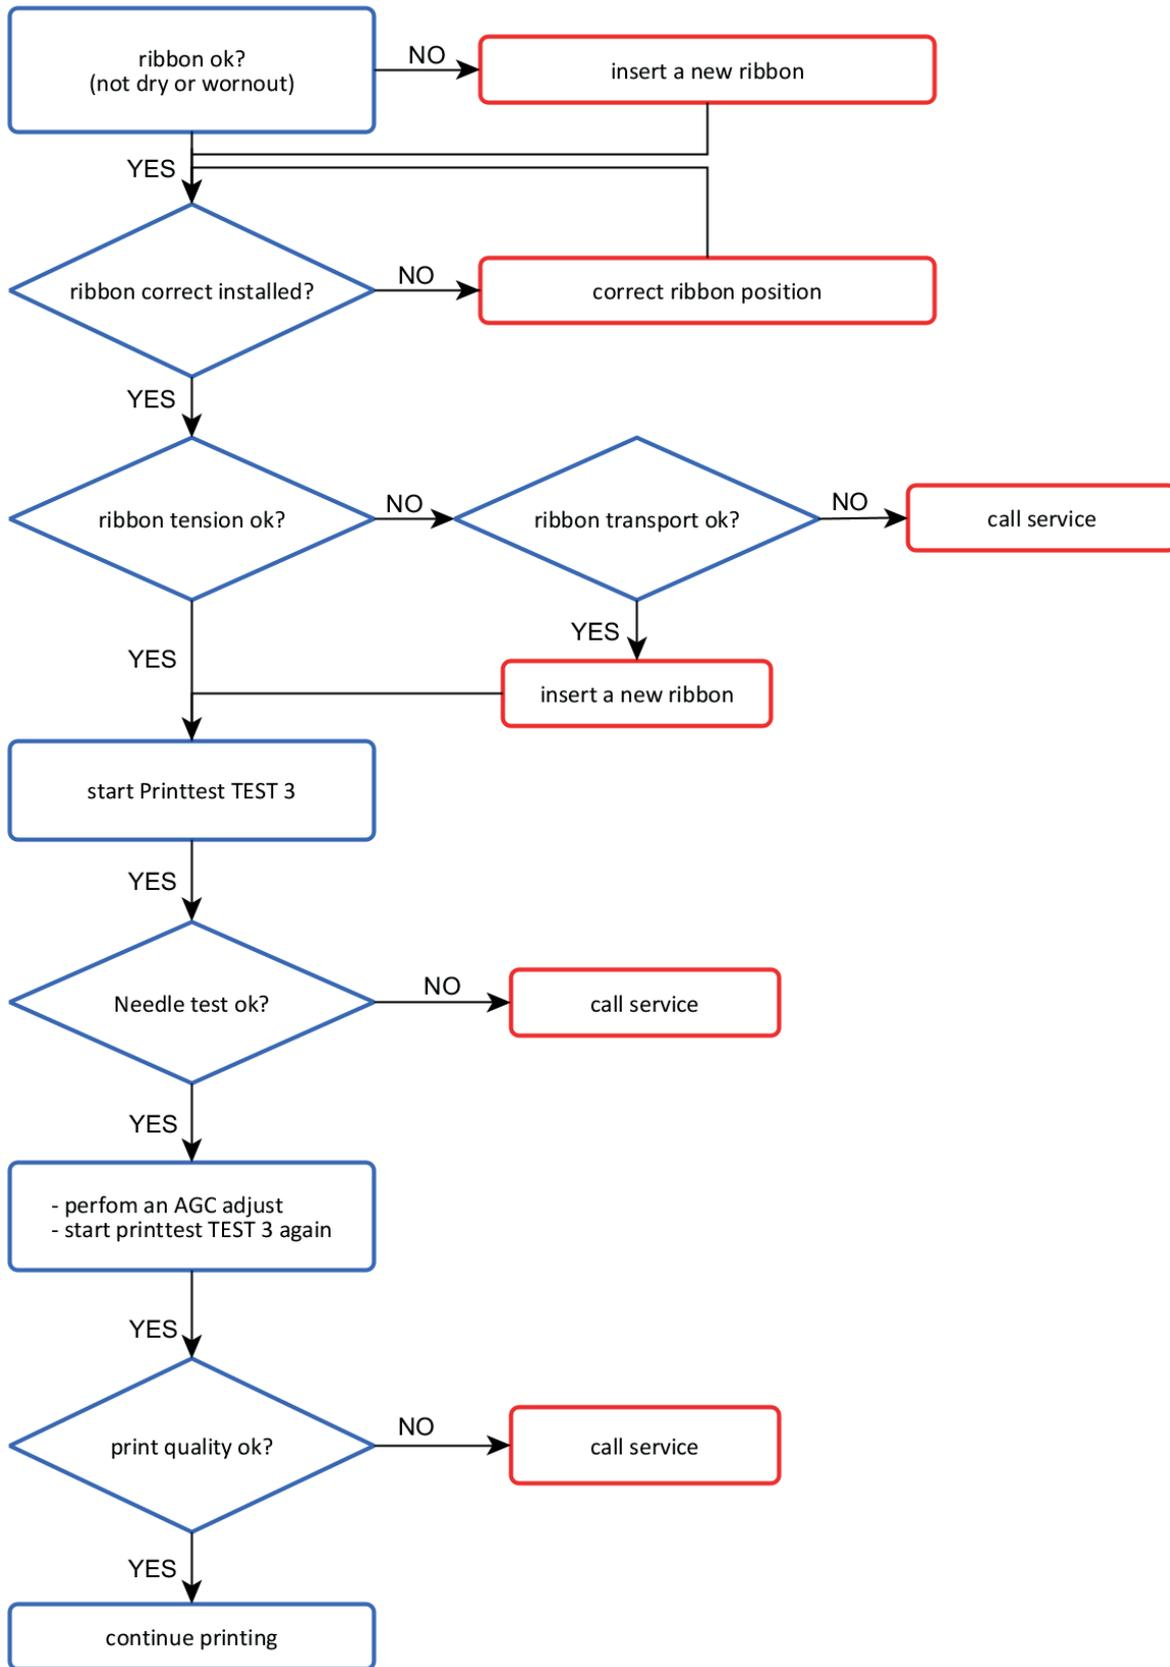 ribbon ok?
(not dry or wornout)
NO
insert a new ribbon
YES
ribbon correct installed?
NO
correct ribbon position
YES
ribbon tension ok?
NO
ribbon transport ok?
NO
call service
YES
YES
insert a new ribbon
start Printtest TEST 3
YES
Needle test ok?
NO
call service
YES
- perfom an AGC adjust
- start printtest TEST 3 again
YES
print quality ok?
NO
call service
YES
continue printing